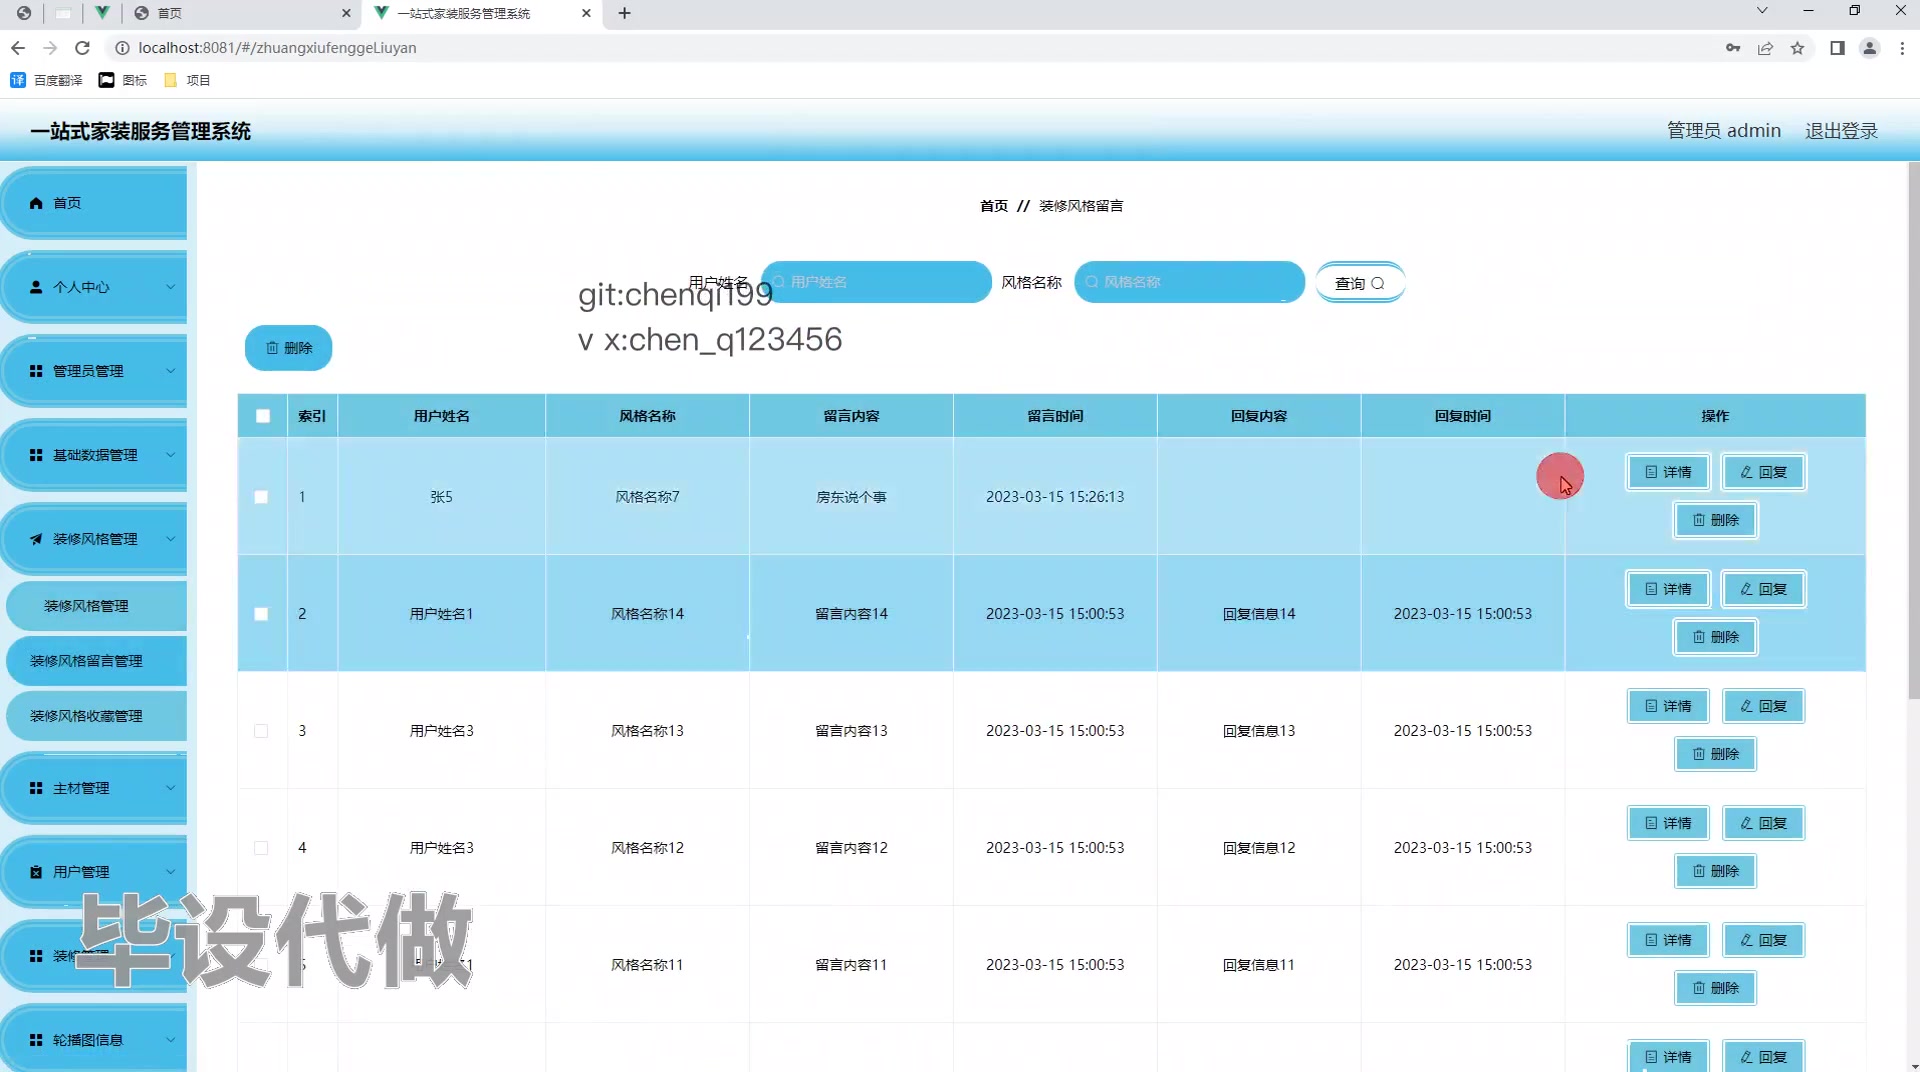 首页
一站式家装服务管理系统
localhost:8081/#/zhuangxiufenggeLiuyan
百度翻译 图标 项目
一站式家装服务管理系统
管理员 admin 退出登录
首页
个人中心
管理员管理
基础数据管理
装修风格管理
装修风格管理
装修风格留言管理
装修风格收藏管理
主材管理
用户管理
轮播图信息
首页 // 装修风格留言
用户姓名 用户姓名 风格名称 风格名称 查询
git:chenqi199
v x:chen_q123456
删除
索引 用户姓名 风格名称 留言内容 留言时间 回复内容 回复时间 操作
1 张5 风格名称7 房东说个事 2023-03-15 15:26:13 详情 回复
删除
2 用户姓名1 风格名称14 留言内容14 2023-03-15 15:00:53 回复信息14 2023-03-15 15:00:53 详情 回复
删除
3 用户姓名3 风格名称13 留言内容13 2023-03-15 15:00:53 回复信息13 2023-03-15 15:00:53 详情 回复
删除
4 用户姓名3 风格名称12 留言内容12 2023-03-15 15:00:53 回复信息12 2023-03-15 15:00:53 详情 回复
删除
风格名称11 留言内容11 2023-03-15 15:00:53 回复信息11 2023-03-15 15:00:53 详情 回复
删除
详情 回复
毕设代做